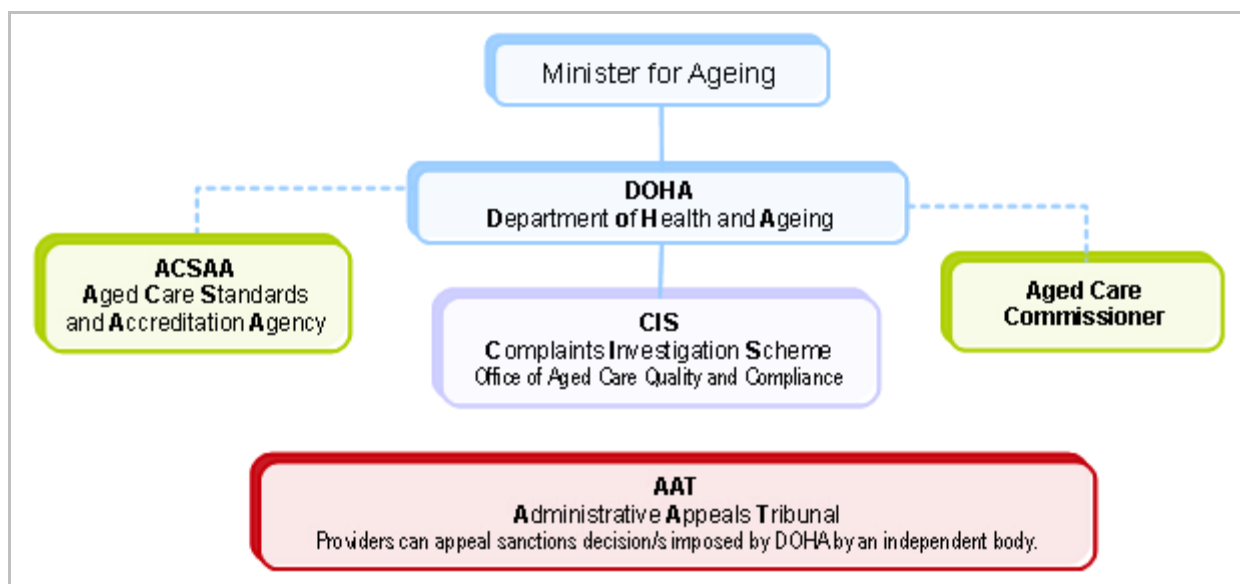 Minister for Ageing
DOHA
Department of Health and Ageing
ACSAA
Aged Care Standards
and Accreditation Agency
CIS
Complaints Investigation Scheme
Office of Aged Care Quality and Compliance
Aged Care
Commissioner
AAT
Administrative Appeals Tribunal
Providers can appeal sanctions decision/s imposed by DOHA by an independent body.